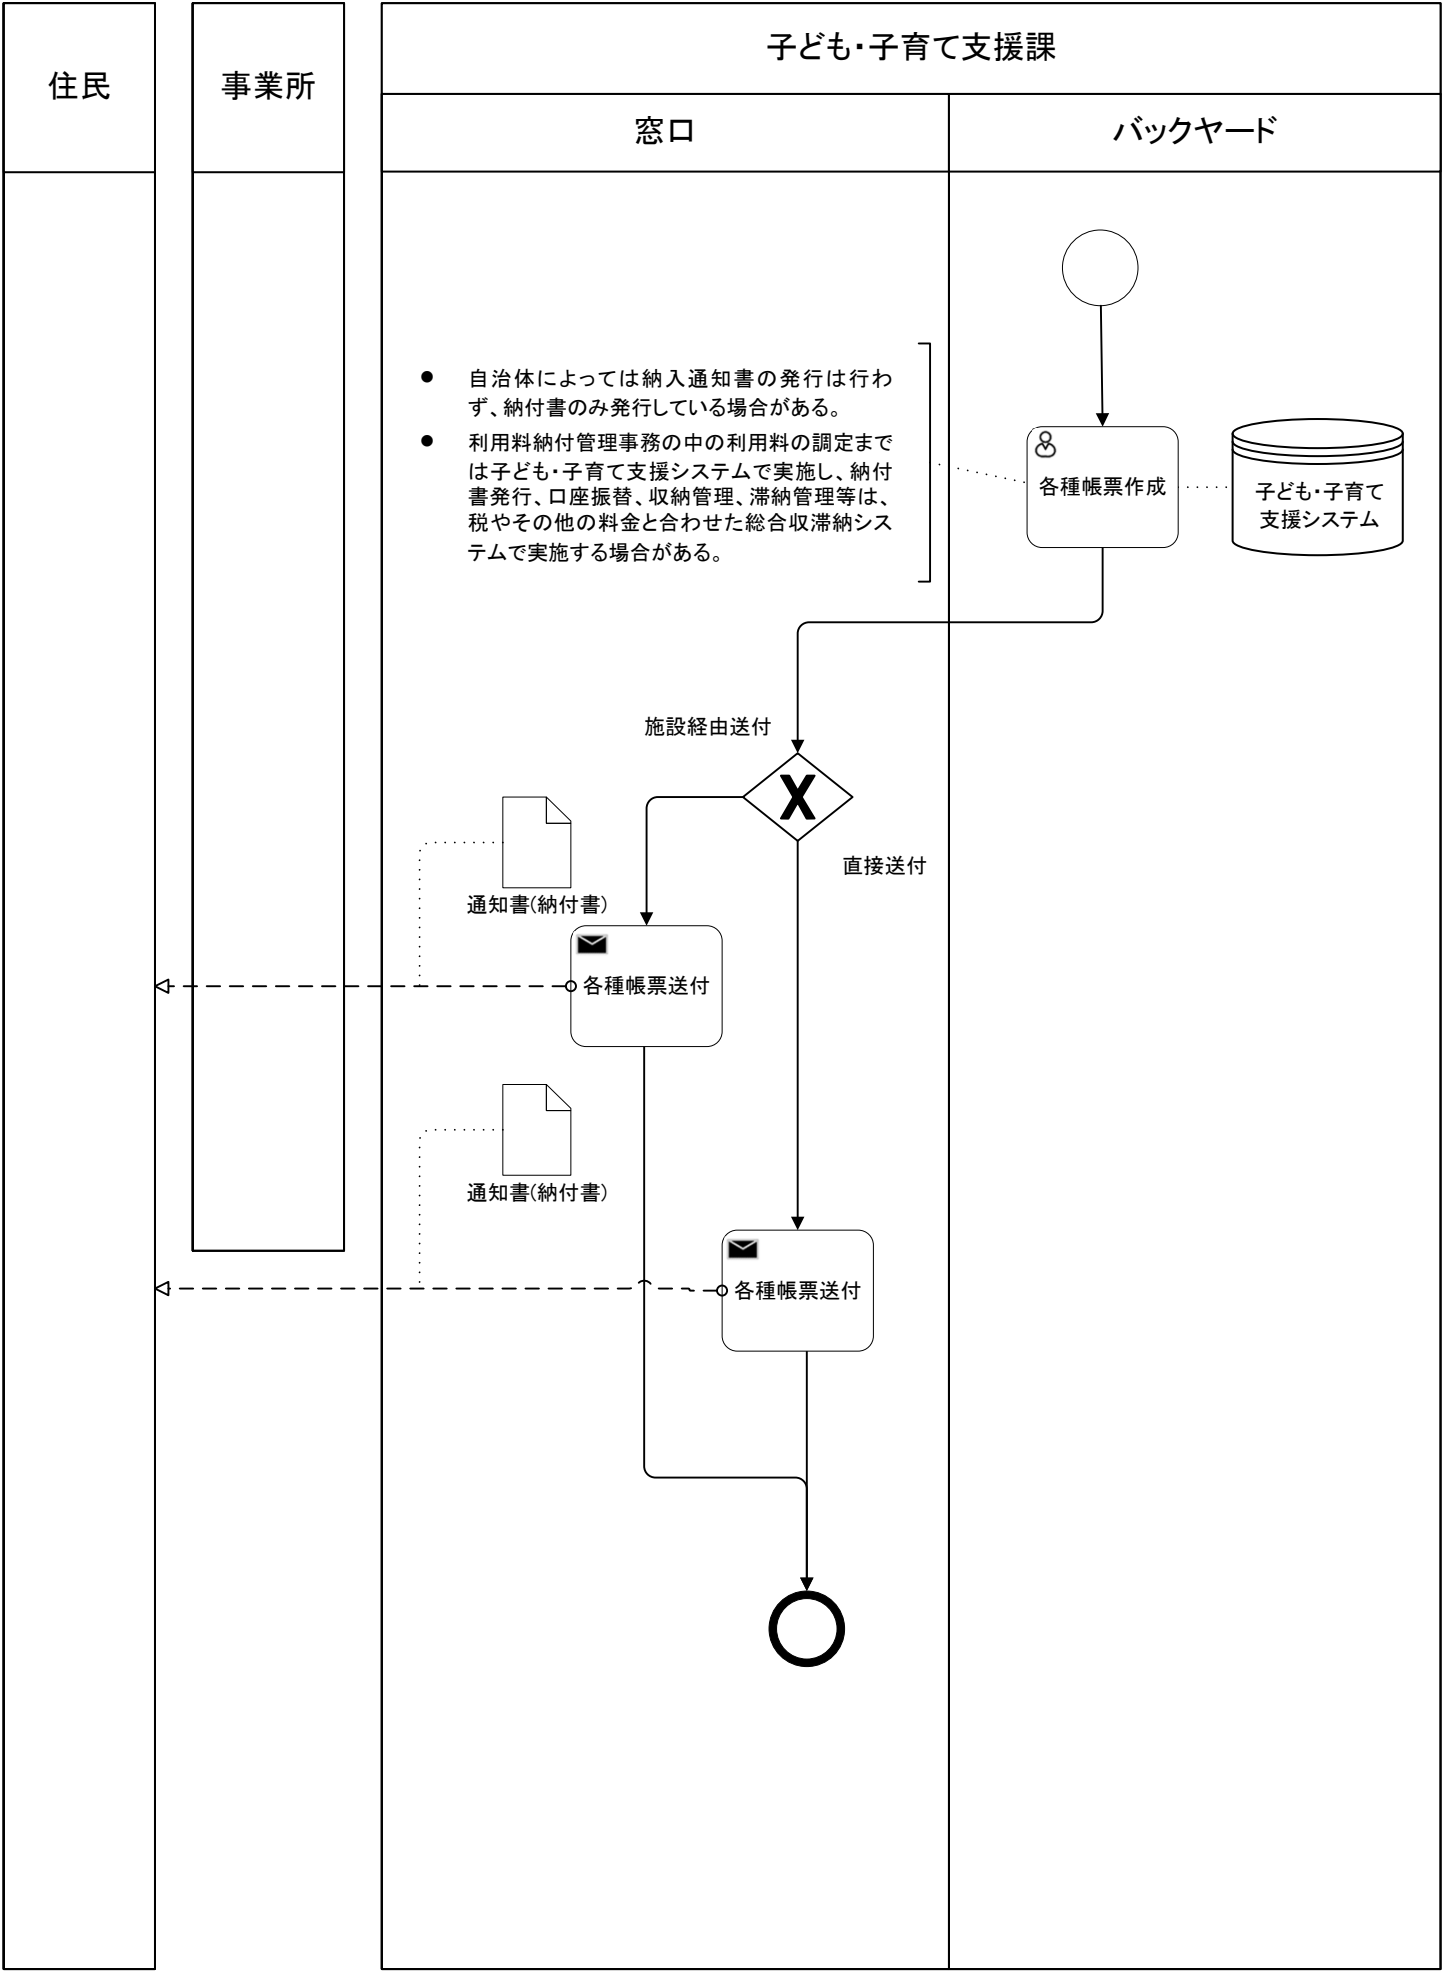 子ども・子育て支援課
住民
事業所
窓口
バックヤード
● 自治体によっては納入通知書の発行は行わ
ず、納付書のみ発行している場合がある。
● 利用料納付管理事務の中の利用料の調定まで
は子ども・子育て支援システムで実施し、納付
書発行、口座振替、収納管理、滞納管理等は、
税やその他の料金と合わせた総合収滞納シス
テムで実施する場合がある。
各種帳票作成
子ども・子育て
支援システム
施設経由送付
X
直接送付
通知書(納付書)
各種帳票送付
通知書(納付書)
各種帳票送付